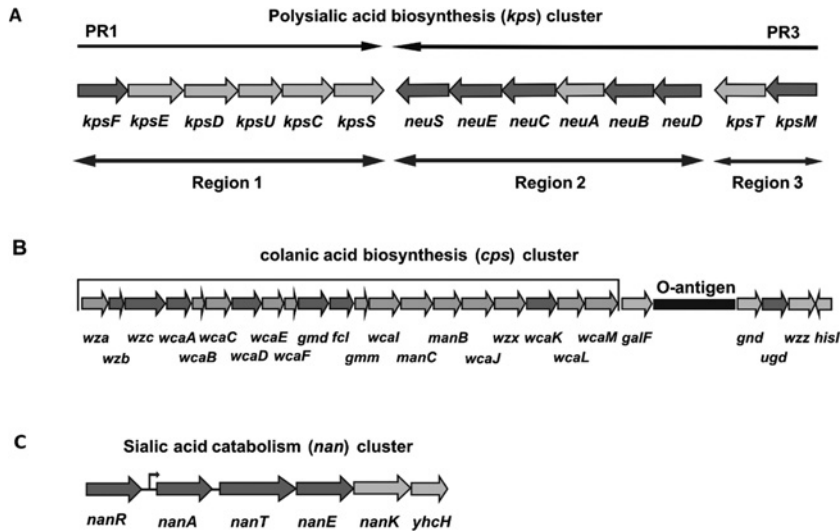 A
Polysialic acid biosynthesis (kps) cluster
PR1 PR3
kpsF kpsE kpsD kpsU kpsC kpsS neuS neuE neuC neuA neuB neuD kpsT kpsM
Region 1 Region 2 Region 3
B
colanic acid biosynthesis (cps) cluster
O-antigen
wza wzc wcaA wcaC wcaE gmd fcl wcaI manB wzx wcaK wcaM galF gnd wzz hisI
wzb wcaB wcaD wcaF gmm manC wcaJ wcaL ugd
C
Sialic acid catabolism (nan) cluster
nanR nanA nanT nanE nanK yhcH